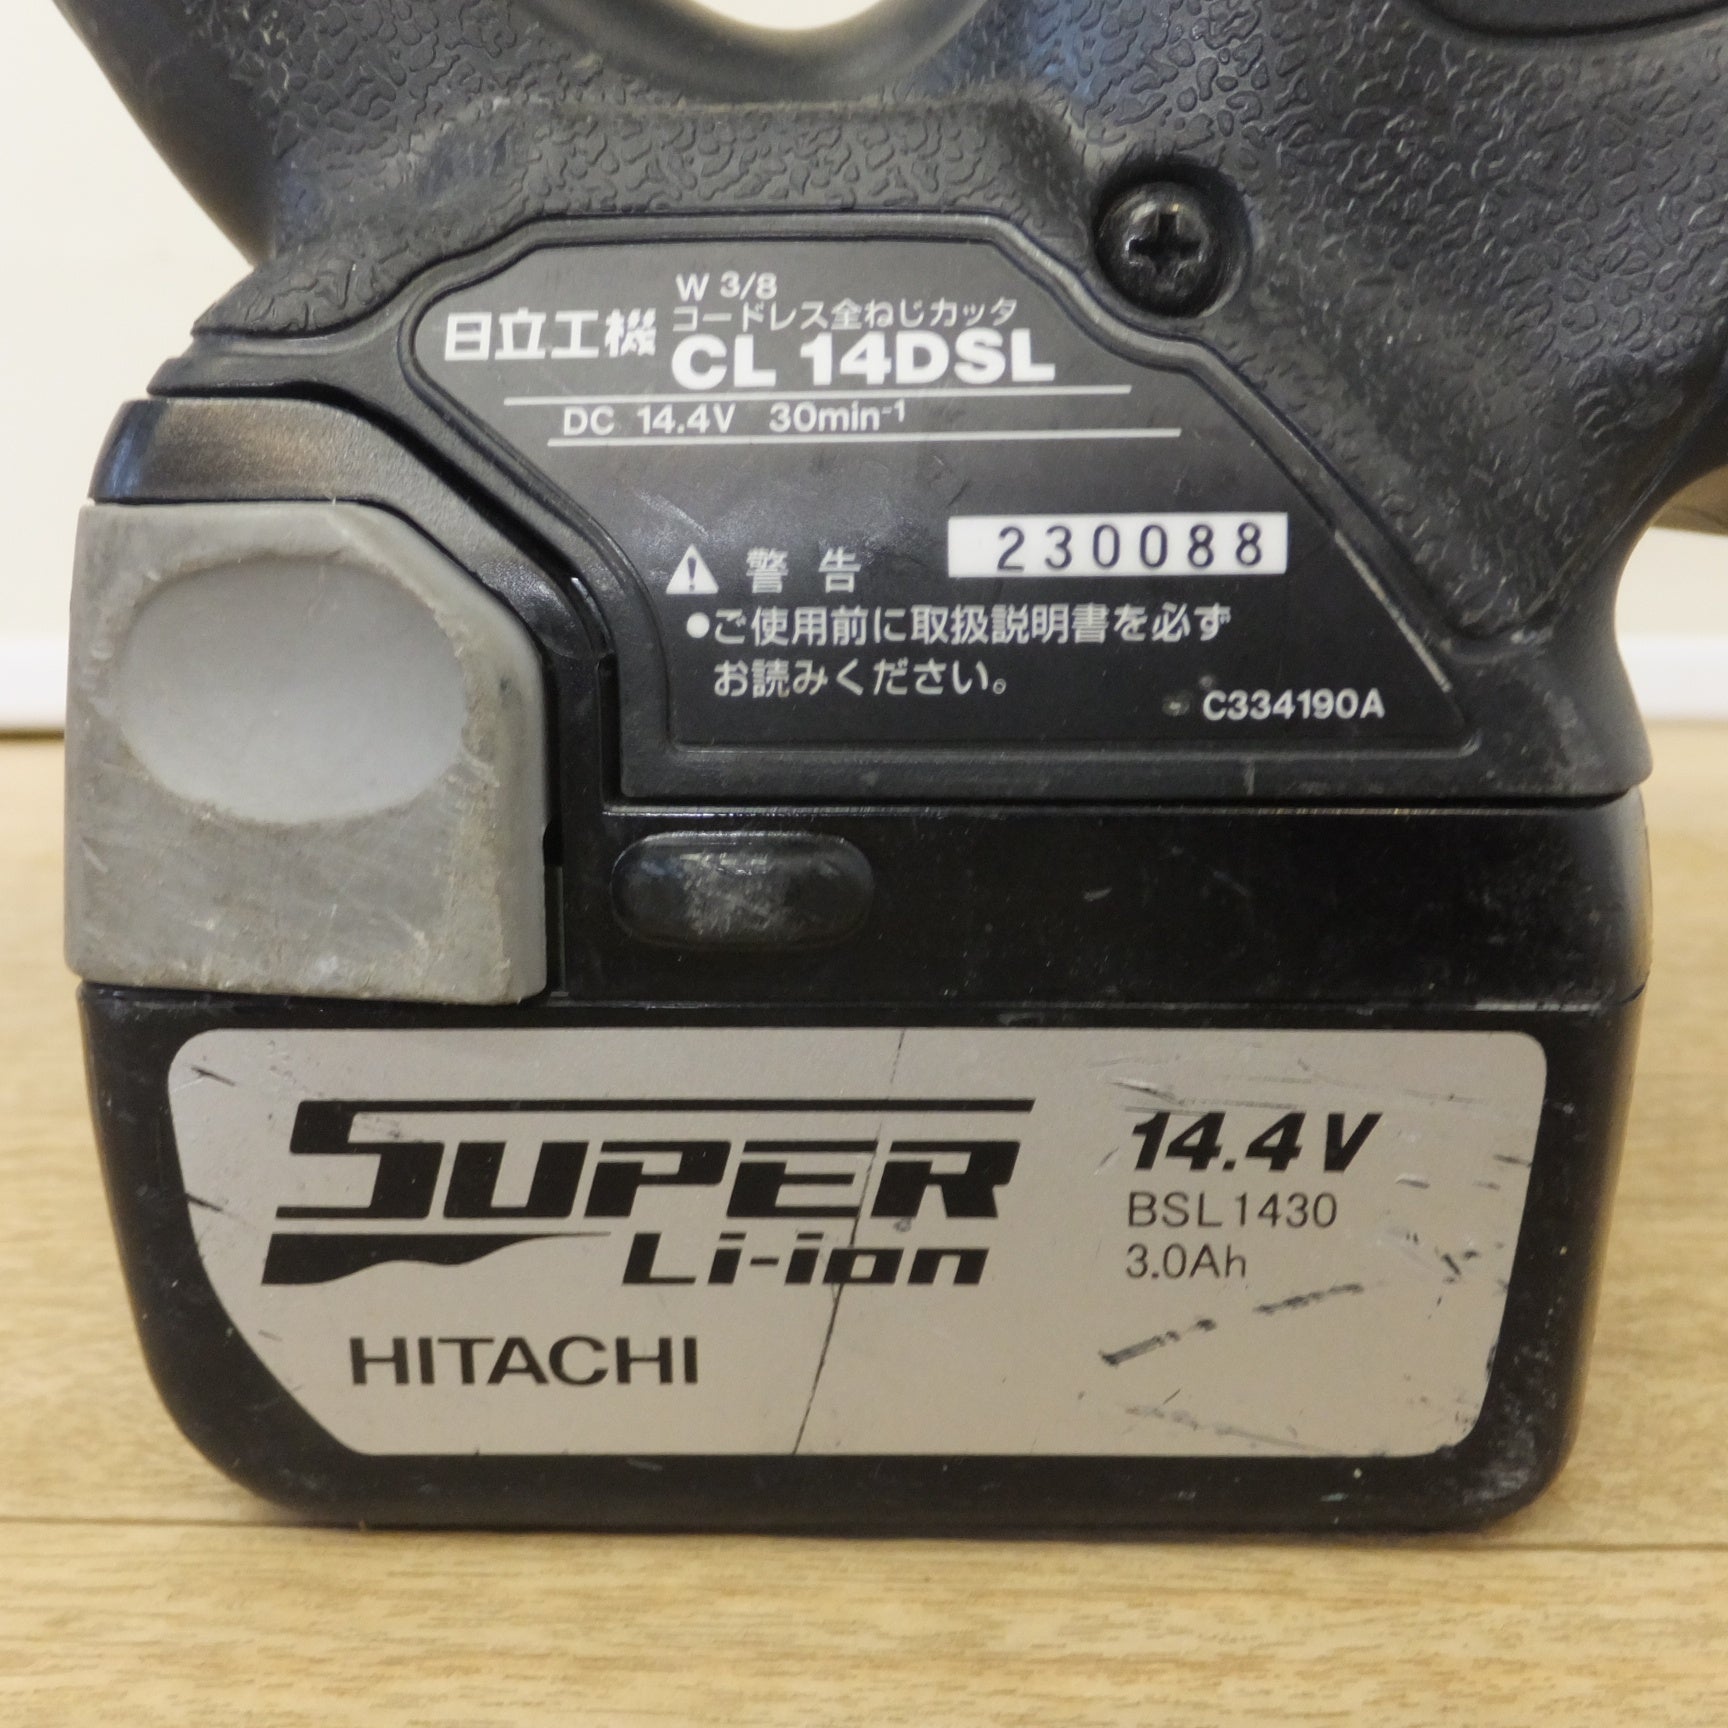 W 3/8
コードレス全ねじカッタ
日立工機 CL 14DSL
DC 14.4V 30min⁻¹
230088
警告
●ご使用前に取扱説明書を必ず
お読みください。
C334190A
SUPER
Li-ion
14.4V
BSL1430
3.0Ah
HITACHI